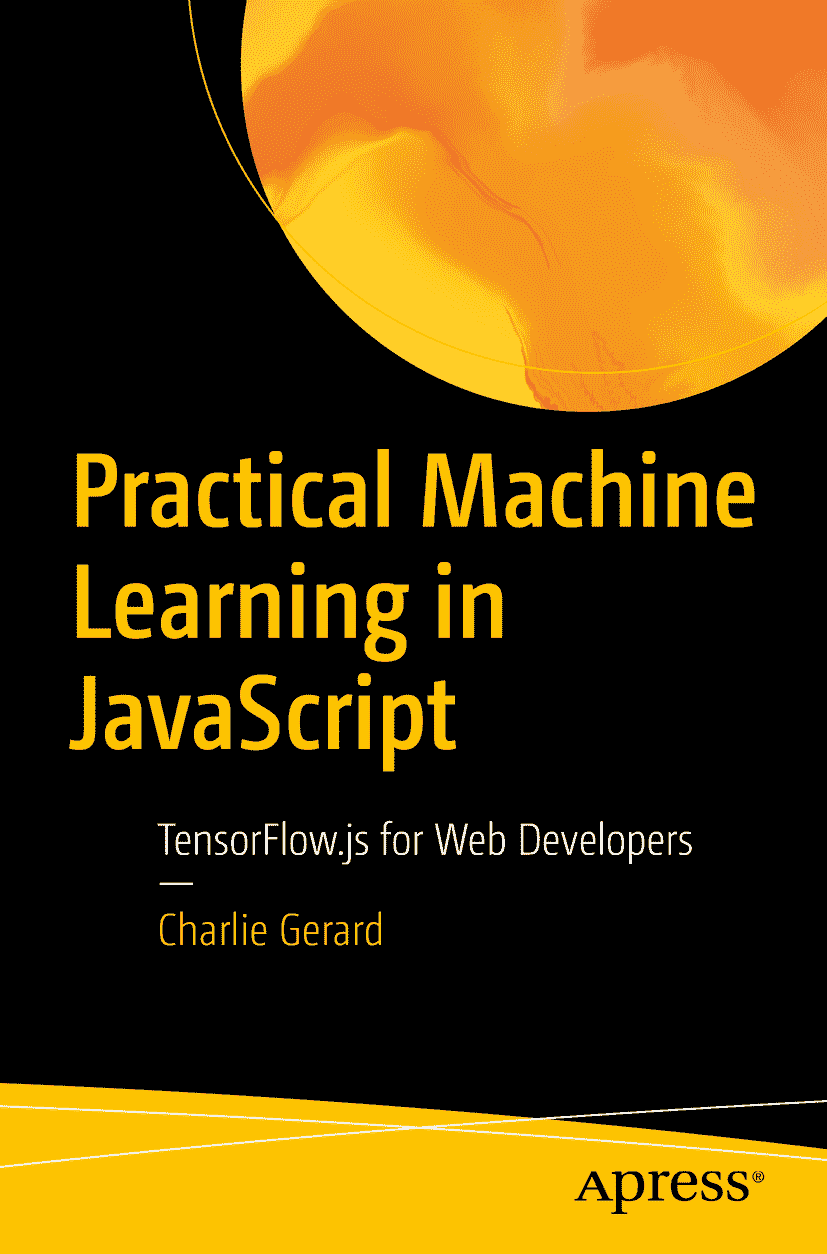 Practical Machine
Learning in
JavaScript
TensorFlow.js for Web Developers
—
Charlie Gerard
Apress®